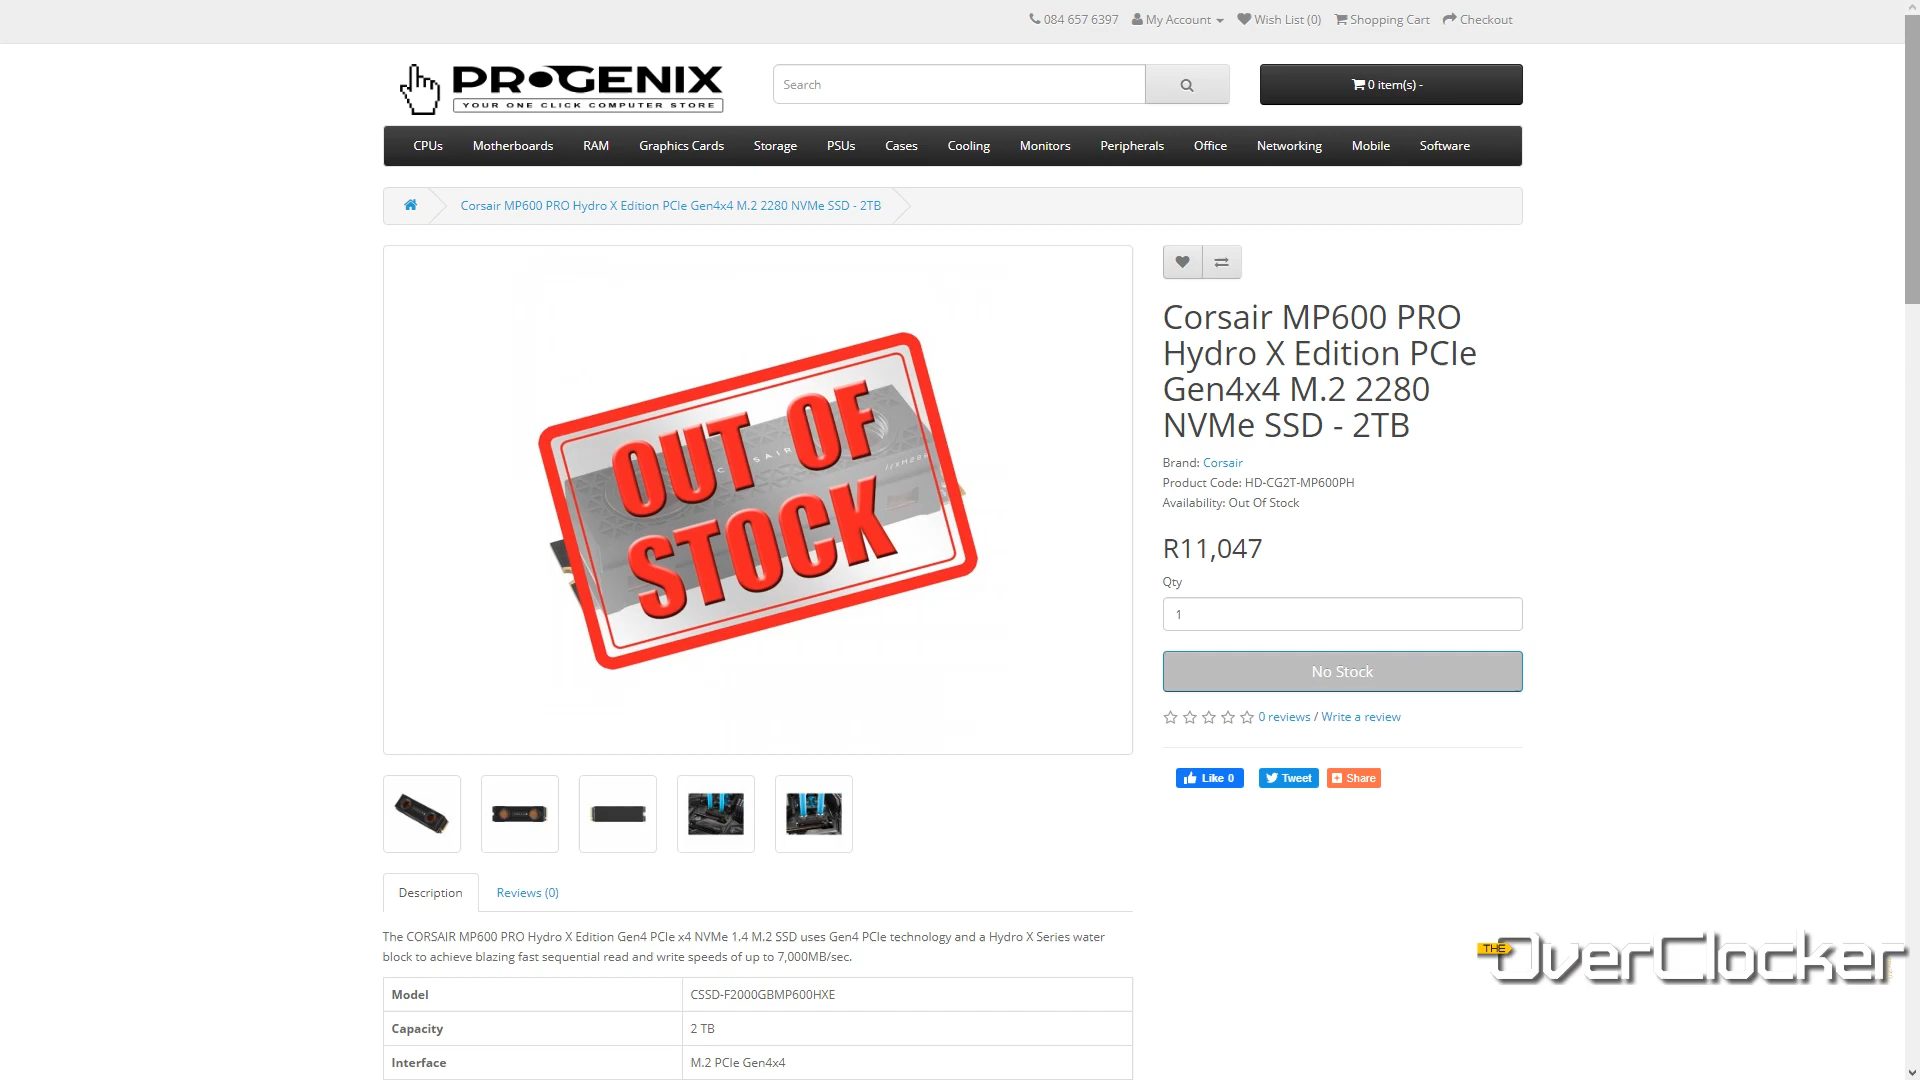 084 657 6397 My Account Wish List (0) Shopping Cart Checkout
PROGENIX
YOUR ONE CLICK COMPUTER STORE
Search
0 item(s) -
CPUs Motherboards RAM Graphics Cards Storage PSUs Cases Cooling Monitors Peripherals Office Networking Mobile Software
Corsair MP600 PRO Hydro X Edition PCIe Gen4x4 M.2 2280 NVMe SSD - 2TB
OUT OF
STOCK
CORSAIR
Corsair MP600 PRO
Hydro X Edition PCIe
Gen4x4 M.2 2280
NVMe SSD - 2TB
Brand: Corsair
Product Code: HD-CG2T-MP600PH
Availability: Out Of Stock
R11,047
Qty
1
No Stock
0 reviews / Write a review
Like 0 Tweet Share
Description Reviews (0)
The CORSAIR MP600 PRO Hydro X Edition Gen4 PCIe x4 NVMe 1.4 M.2 SSD uses Gen4 PCIe technology and a Hydro X Series water
block to achieve blazing fast sequential read and write speeds of up to 7,000MB/sec.
Model CSSD-F2000GBMP600HXE
Capacity 2 TB
Interface M.2 PCIe Gen4x4
THE OverClocker